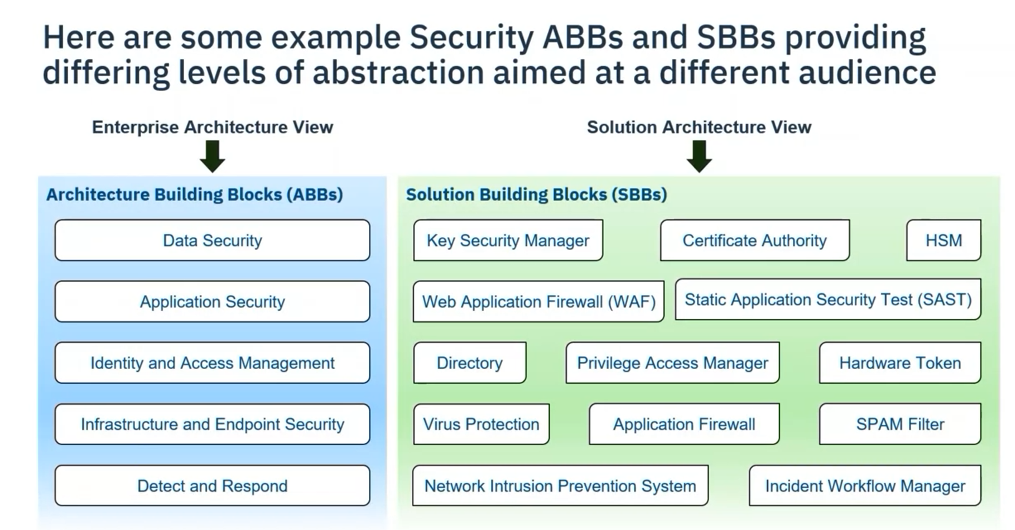 Here are some example Security ABBs and SBBs providing
differing levels of abstraction aimed at a different audience
Enterprise Architecture View
Solution Architecture View
Architecture Building Blocks (ABBs)
Data Security
Application Security
Identity and Access Management
Infrastructure and Endpoint Security
Detect and Respond
Solution Building Blocks (SBBs)
Key Security Manager
Certificate Authority
HSM
Web Application Firewall (WAF)
Static Application Security Test (SAST)
Directory
Privilege Access Manager
Hardware Token
Virus Protection
Application Firewall
SPAM Filter
Network Intrusion Prevention System
Incident Workflow Manager